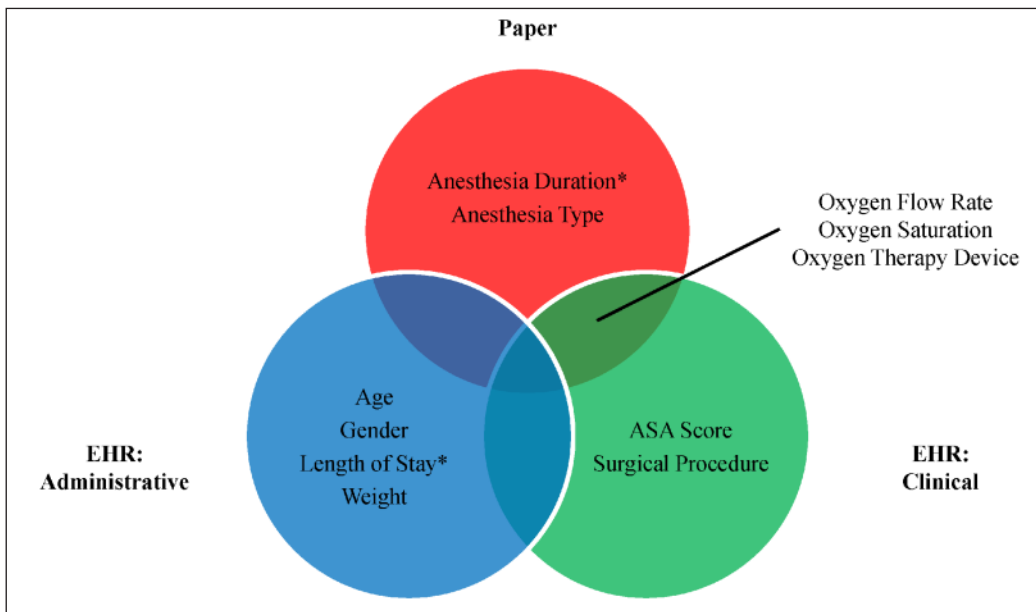 Paper
Anesthesia Duration*
Anesthesia Type
Oxygen Flow Rate
Oxygen Saturation
Oxygen Therapy Device
Age
Gender
Length of Stay*
Weight
ASA Score
Surgical Procedure
EHR:
Administrative
EHR:
Clinical